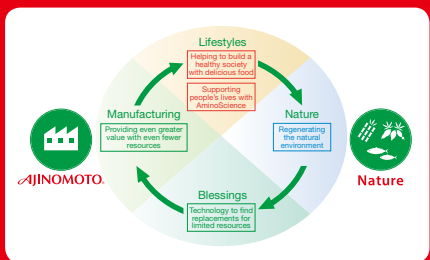 Lifestyles
Helping to build a
healthy society
with delicious food
Supporting
people's lives with
AminoScience
Manufacturing
Providing even greater
value with even fewer
resources
Nature
Regenerating
the natural
environment
AJINOMOTO.
Nature
Blessings
Technology to find
replacements for
limited resources